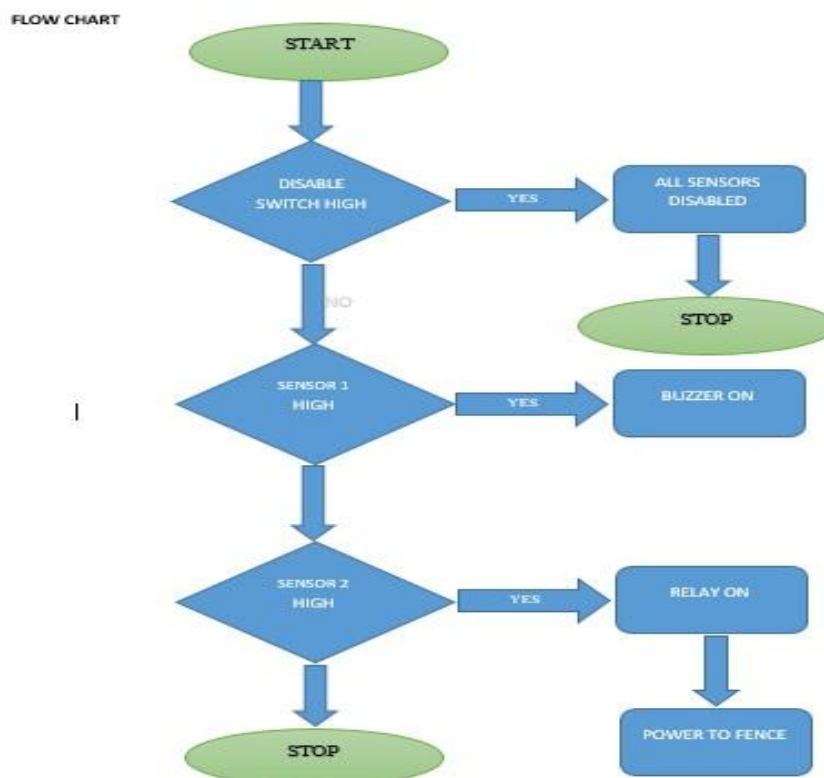 FLOW CHART
START
DISABLE
SWITCH HIGH
YES
ALL SENSORS
DISABLED
NO
STOP
SENSOR 1
HIGH
YES
BUZZER ON
SENSOR 2
HIGH
YES
RELAY ON
STOP
POWER TO FENCE